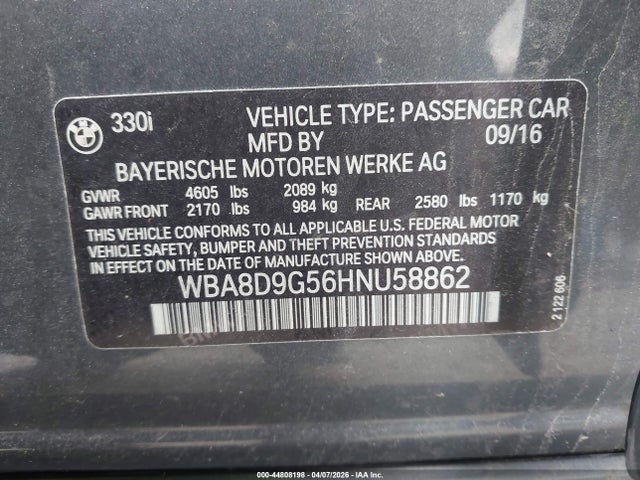 330i VEHICLE TYPE: PASSENGER CAR
MFD BY 09/16
BAYERISCHE MOTOREN WERKE AG
GVWR 4605 lbs 2089 kg
GAWR FRONT 2170 lbs 984 kg REAR 2580 lbs 1170 kg
THIS VEHICLE CONFORMS TO ALL APPLICABLE U.S. FEDERAL MOTOR
VEHICLE SAFETY, BUMPER AND THEFT PREVENTION STANDARDS IN
EFFECT ON THE DATE OF MANUFACTURE SHOWN ABOVE.
WBA8D9G56HNU58862
2 122 606
000-44808198 - 04/07/2026 - IAA Inc.